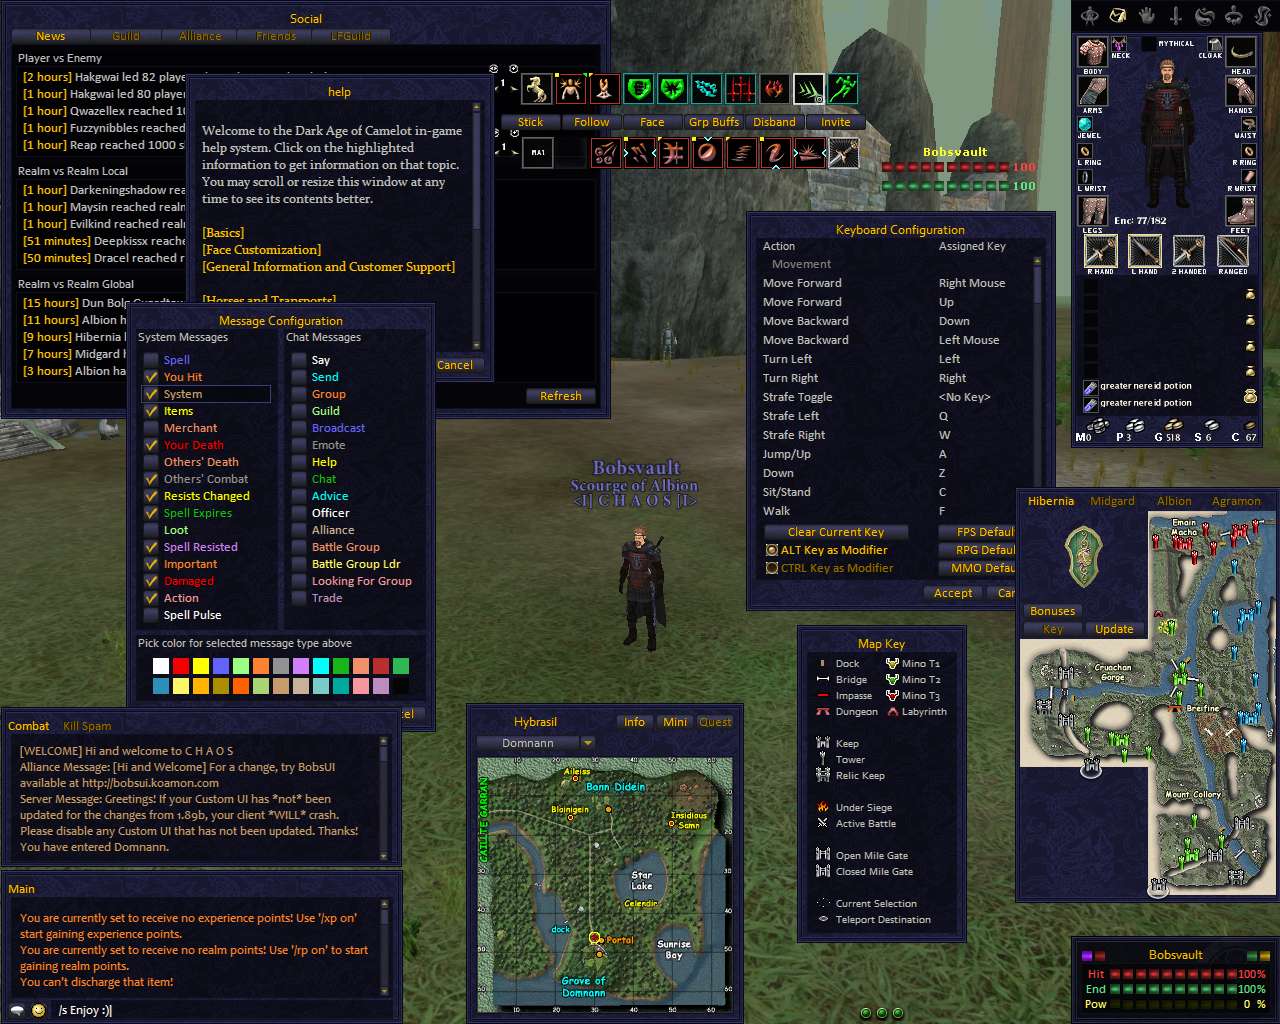 Social
News Guild Alliance Friends LFGuild
Player vs Enemy
[2 hours] Hakgwai led 82 playe
[1 hour] Hakgwai led 80 player
[1 hour] Qwazellex reached 10
[1 hour] Fuzzynibbles reached
[1 hour] Reap reached 1000 s
Realm vs Realm Local
[1 hour] Darkeningshadow rea
[1 hour] Maysin reached realm
[1 hour] Evilkind reached real
[51 minutes] Deepkissx reache
[50 minutes] Dracel reached r
Realm vs Realm Global
[15 hours] Dun Bolg
[11 hours] Albion h
[9 hours] Hibernia
[7 hours] Midgard
[3 hours] Albion ha
Refresh
help
Welcome to the Dark Age of Camelot in-game
help system. Click on the highlighted
information to get information on that topic.
You may scroll or resize this window at any
time to see its contents better.
[Basics]
[Face Customization]
[General Information and Customer Support]
[Horses and Transports]
Cancel
Message Configuration
System Messages
Spell
You Hit
System
Items
Merchant
Your Death
Others' Death
Others' Combat
Resists Changed
Spell Expires
Loot
Spell Resisted
Important
Damaged
Action
Spell Pulse
Chat Messages
Say
Send
Group
Guild
Broadcast
Emote
Help
Chat
Advice
Officer
Alliance
Battle Group
Battle Group Ldr
Looking For Group
Trade
Pick color for selected message type above
cel
1
Stick Follow Face Grp Buffs Disband Invite
1 MA1
Bobsvault
100
100
Bobsvault
Scourge of Albion
<I] C H A O S [I>
Keyboard Configuration
Action Assigned Key
Movement
Move Forward Right Mouse
Move Forward Up
Move Backward Down
Move Backward Left Mouse
Turn Left Left
Turn Right Right
Strafe Toggle <No Key>
Strafe Left Q
Strafe Right W
Jump/Up A
Down Z
Sit/Stand C
Walk F
Clear Current Key FPS Defaul
ALT Key as Modifier RPG Defaul
CTRL Key as Modifier MMO Defau
Accept Can
MYTHICAL
NECK CLOAK
BODY HEAD
ARMS HANDS
JEWEL WAIST
L RING R RING
L WRIST R WRIST
Enc: 77/182
LEGS FEET
R HAND L HAND 2 HANDED RANGED
greater nereid potion
greater nereid potion
M0 P 3 G 518 S 6 C 67
Hibernia Midgard Albion Agramon
Bonuses
Key Update
Emain
Macha
Cruachan
Gorge
Breifine
Mount Collory
Map Key
Dock
Bridge
Impasse
Dungeon
Mino T1
Mino T2
Mino T3
Labyrinth
Keep
Tower
Relic Keep
Under Siege
Active Battle
Open Mile Gate
Closed Mile Gate
Current Selection
Teleport Destination
Combat Kill Spam
[WELCOME] Hi and welcome to C H A O S
Alliance Message: [Hi and Welcome] For a change, try BobsUI
available at http://bobsui.koamon.com
Server Message: Greetings! If your Custom UI has *not* been
updated for the changes from 1.89b, your client *WILL* crash.
Please disable any Custom UI that has not been updated. Thanks!
You have entered Domnann.
Main
You are currently set to receive no experience points! Use '/xp on'
start gaining experience points.
You are currently set to receive no realm points! Use '/rp on' to start
gaining realm points.
You can't discharge that item!
/s Enjoy :)|
Hybrasil Info Mini Quest
Domnann
CAILLTE GARRAN
Aileiss
Bann Didein
Blainigein
Insidious
Samn
Star
Lake
Celendir
dock
Portal
Sunrise
Bay
Grove of
Domnann
Bobsvault
Hit 100%
End 100%
Pow 0 %